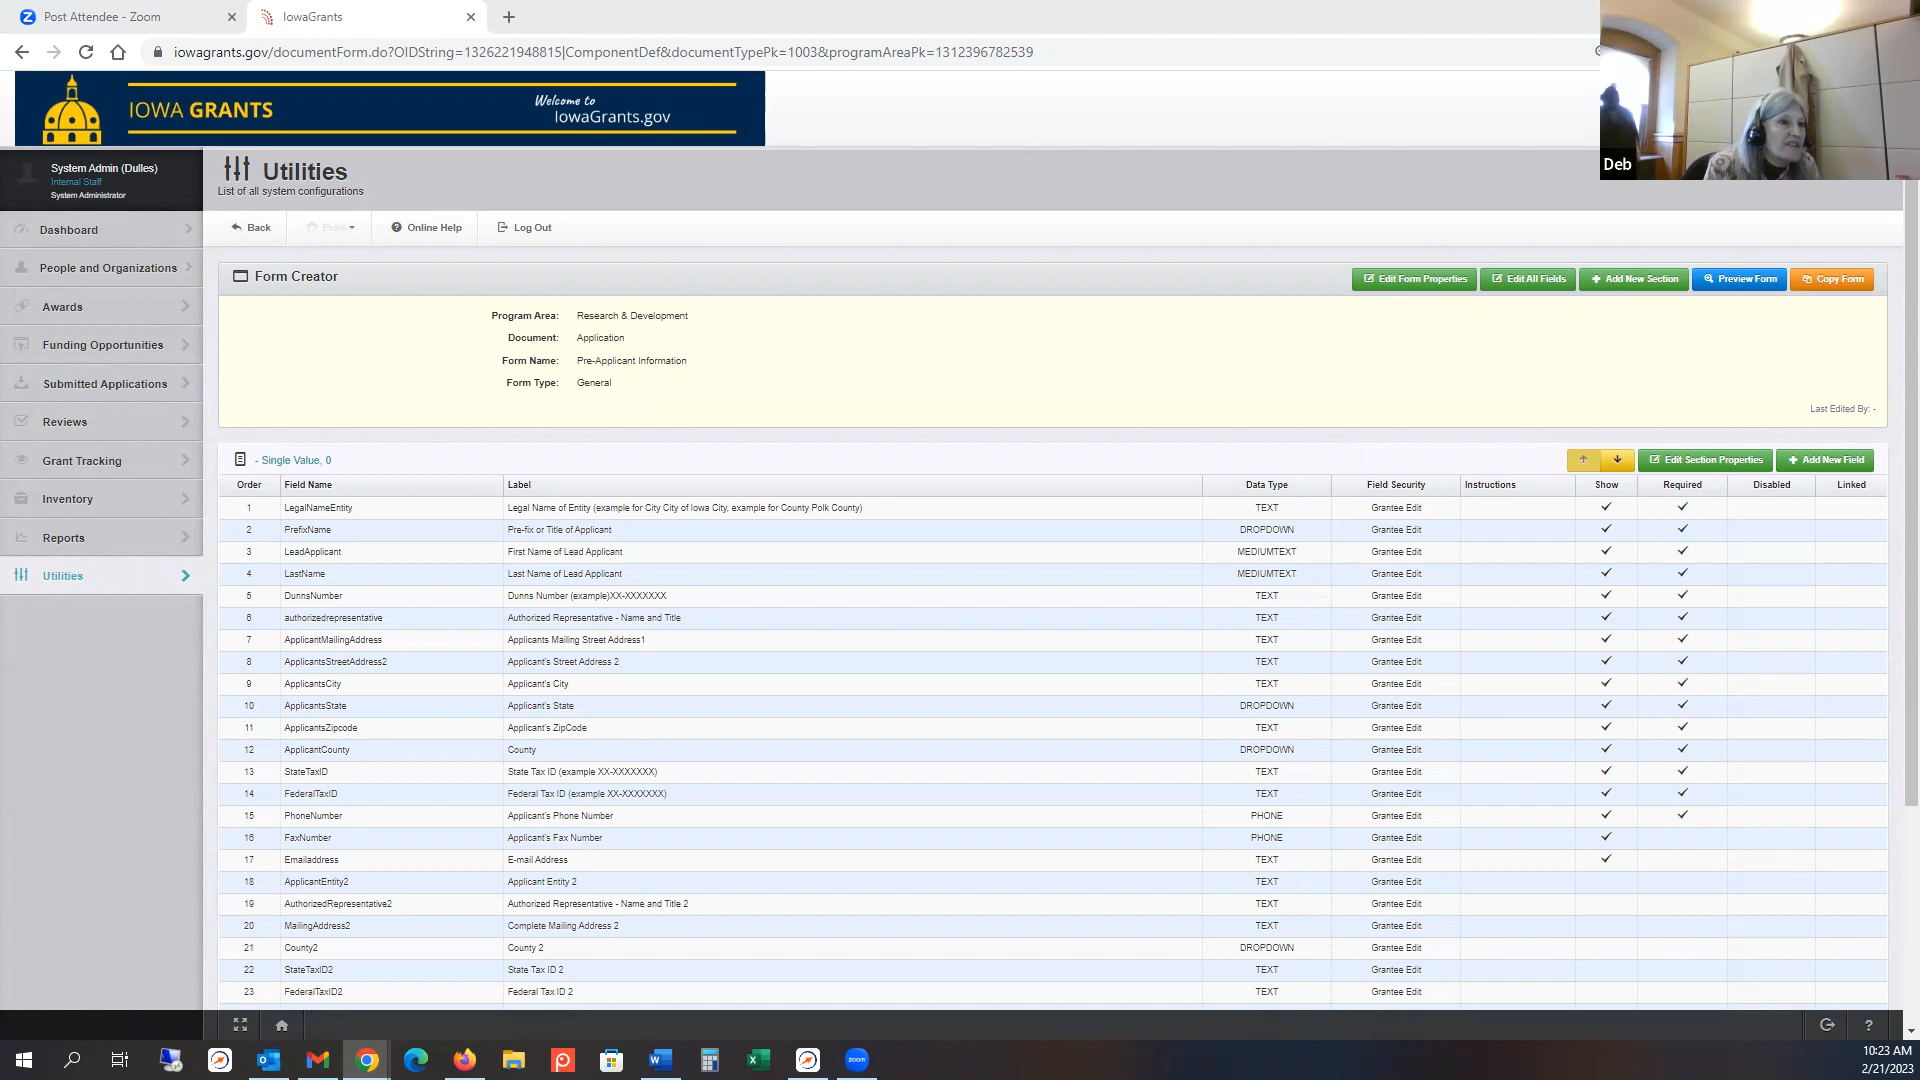 Post Attendee - Zoom
IowaGrants
iowagrants.gov/documentForm.do?OIDString=1326221948815|ComponentDef&documentTypePk=1003&programAreaPk=1312396782539
IOWA GRANTS
Welcome to
IowaGrants.gov
Deb
System Admin (Dulles)
Internal Staff
System Administrator
Utilities
List of all system configurations
Back
Print
Online Help
Log Out
Dashboard
People and Organizations
Awards
Funding Opportunities
Submitted Applications
Reviews
Grant Tracking
Inventory
Reports
Utilities
Form Creator
Edit Form Properties
Edit All Fields
Add New Section
Preview Form
Copy Form
Program Area: Research & Development
Document: Application
Form Name: Pre-Applicant Information
Form Type: General
Last Edited By: -
- Single Value, 0
Edit Section Properties
Add New Field
Order Field Name Label Data Type Field Security Instructions Show Required Disabled Linked
1 LegalNameEntity Legal Name of Entity (example for City City of Iowa City, example for County Polk County) TEXT Grantee Edit ✓ ✓
2 PrefixName Pre-fix or Title of Applicant DROPDOWN Grantee Edit ✓ ✓
3 LeadApplicant First Name of Lead Applicant MEDIUMTEXT Grantee Edit ✓ ✓
4 LastName Last Name of Lead Applicant MEDIUMTEXT Grantee Edit ✓ ✓
5 DunnsNumber Dunns Number (example)XX-XXXXXXX TEXT Grantee Edit ✓ ✓
6 authorizedrepresentative Authorized Representative - Name and Title TEXT Grantee Edit ✓ ✓
7 ApplicantMailingAddress Applicants Mailing Street Address1 TEXT Grantee Edit ✓ ✓
8 ApplicantsStreetAddress2 Applicant's Street Address 2 TEXT Grantee Edit ✓ ✓
9 ApplicantsCity Applicant's City TEXT Grantee Edit ✓ ✓
10 ApplicantsState Applicant's State DROPDOWN Grantee Edit ✓ ✓
11 ApplicantsZipcode Applicant's ZipCode TEXT Grantee Edit ✓ ✓
12 ApplicantCounty County DROPDOWN Grantee Edit ✓ ✓
13 StateTaxID State Tax ID (example XX-XXXXXXX) TEXT Grantee Edit ✓ ✓
14 FederalTaxID Federal Tax ID (example XX-XXXXXXX) TEXT Grantee Edit ✓ ✓
15 PhoneNumber Applicant's Phone Number PHONE Grantee Edit ✓ ✓
16 FaxNumber Applicant's Fax Number PHONE Grantee Edit ✓
17 Emailaddress E-mail Address TEXT Grantee Edit ✓
18 ApplicantEntity2 Applicant Entity 2 TEXT Grantee Edit
19 AuthorizedRepresentative2 Authorized Representative - Name and Title 2 TEXT Grantee Edit
20 MailingAddress2 Complete Mailing Address 2 TEXT Grantee Edit
21 County2 County 2 DROPDOWN Grantee Edit
22 StateTaxID2 State Tax ID 2 TEXT Grantee Edit
23 FederalTaxID2 Federal Tax ID 2 TEXT Grantee Edit
10:23 AM
2/21/2023